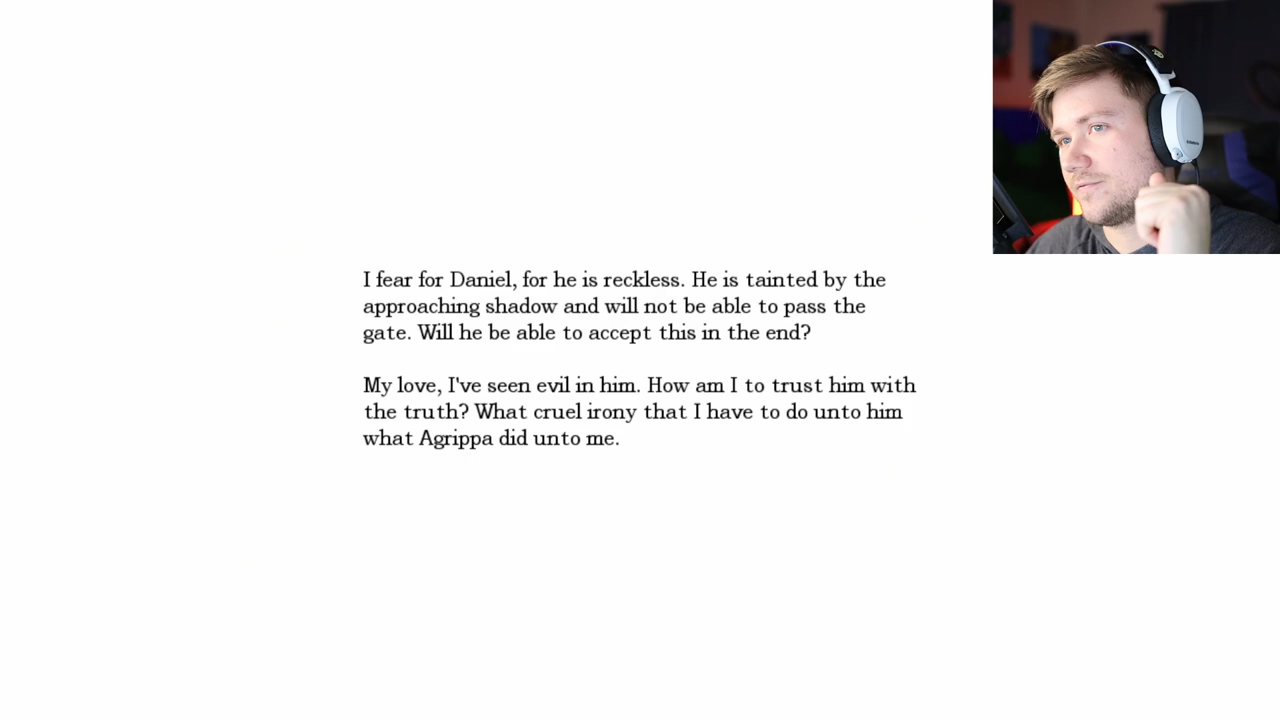 I fear for Daniel, for he is reckless. He is tainted by the
approaching shadow and will not be able to pass the
gate. Will he be able to accept this in the end?
My love, I've seen evil in him. How am I to trust him with
the truth? What cruel irony that I have to do unto him
what Agrippa did unto me.